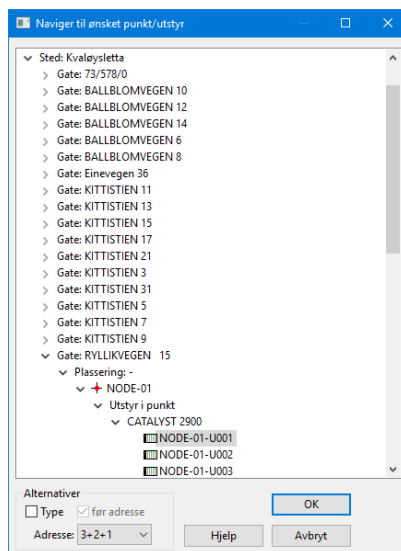 Naviger til ønsket punkt/utstyr
Sted: Kvaløysletta
Gate: 73/578/0
Gate: BALLBLOMVEGEN 10
Gate: BALLBLOMVEGEN 12
Gate: BALLBLOMVEGEN 14
Gate: BALLBLOMVEGEN 6
Gate: BALLBLOMVEGEN 8
Gate: Einevegen 36
Gate: KITTISTIEN 11
Gate: KITTISTIEN 13
Gate: KITTISTIEN 15
Gate: KITTISTIEN 17
Gate: KITTISTIEN 21
Gate: KITTISTIEN 3
Gate: KITTISTIEN 31
Gate: KITTISTIEN 5
Gate: KITTISTIEN 7
Gate: KITTISTIEN 9
Gate: RYLLIKVEGEN 15
Plassering: -
NODE-01
Utstyr i punkt
CATALYST 2900
NODE-01-U001
NODE-01-U002
NODE-01-U003
Alternativer
Type før adresse
Adresse: 3+2+1
OK
Hjelp Avbryt